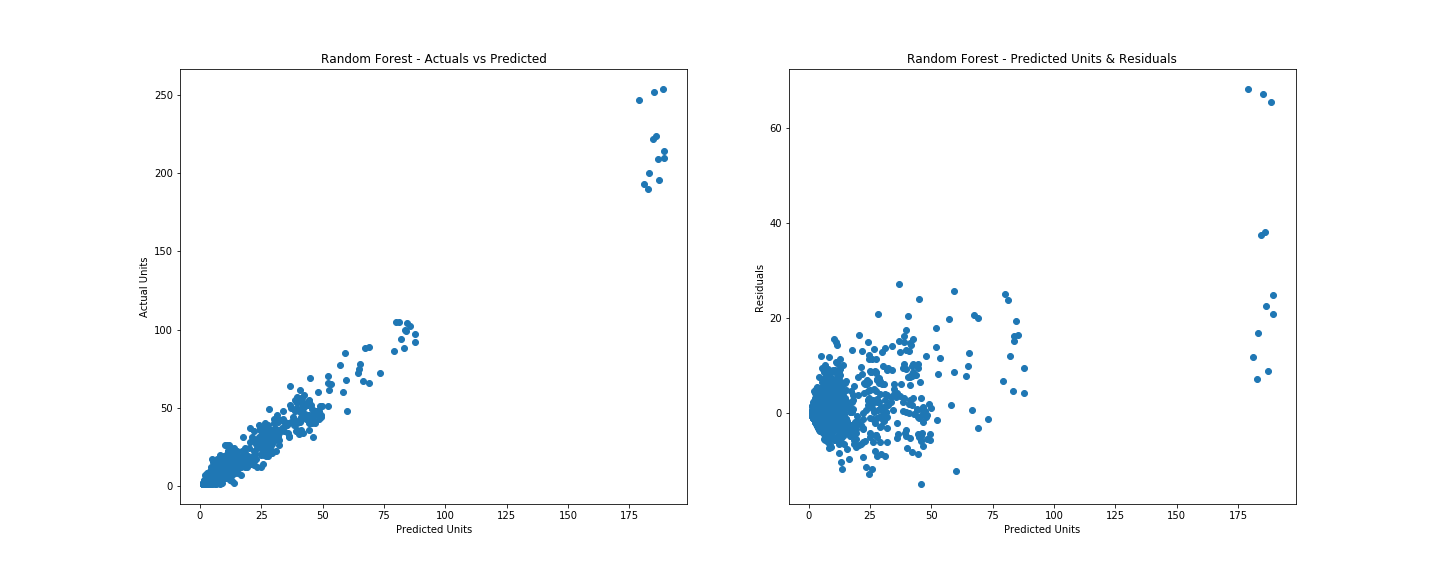 Random Forest - Actuals vs Predicted
250
200
150
100
50
0
Actual Units
0 25 50 75 100 125 150 175
Predicted Units
Random Forest - Predicted Units & Residuals
60
40
20
0
Residuals
0 25 50 75 100 125 150 175
Predicted Units